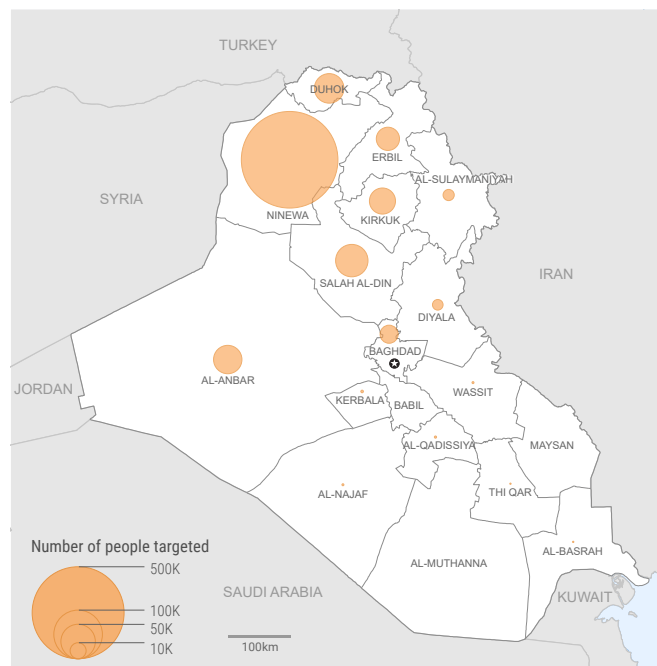 TURKEY
DUHOK
ERBIL
AL-SULAYMANIYAH
SYRIA
NINEWA
KIRKUK
IRAN
SALAH AL-DIN
DIYALA
BAGHDAD
AL-ANBAR
JORDAN
KERBALA
BABIL
WASSIT
AL-QADISSIYA
MAYSAN
AL-NAJAF
THI QAR
AL-BASRAH
AL-MUTHANNA
SAUDI ARABIA
KUWAIT
Number of people targeted
500K
100K
50K
10K
100km